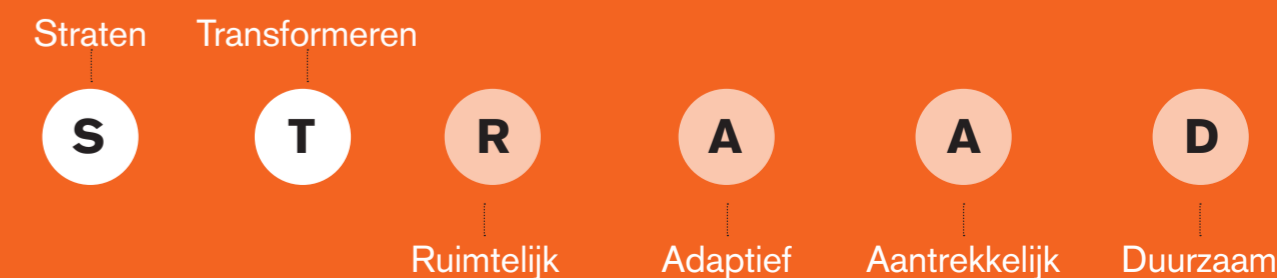 Straten Transformeren
S T R A A D
Ruimtelijk Adaptief Aantrekkelijk Duurzaam